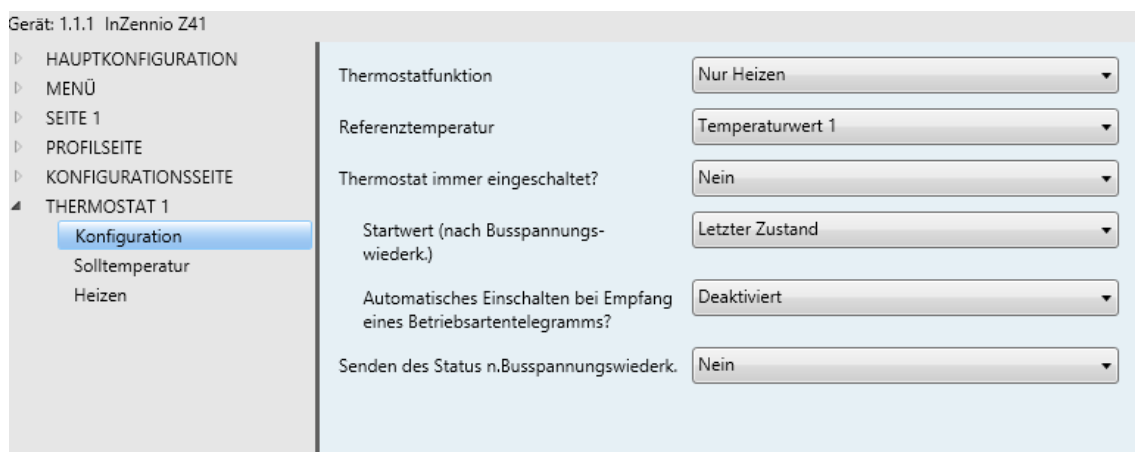 Gerät: 1.1.1 InZennio Z41
HAUPTKONFIGURATION
MENÜ
SEITE 1
PROFILSEITE
KONFIGURATIONSSEITE
THERMOSTAT 1
Konfiguration
Solltemperatur
Heizen
Thermostatfunktion
Nur Heizen
Referenztemperatur
Temperaturwert 1
Thermostat immer eingeschaltet?
Nein
Startwert (nach Busspannungs-
wiederk.)
Letzter Zustand
Automatisches Einschalten bei Empfang
eines Betriebsartentelegramms?
Deaktiviert
Senden des Status n.Busspannungswiederk.
Nein